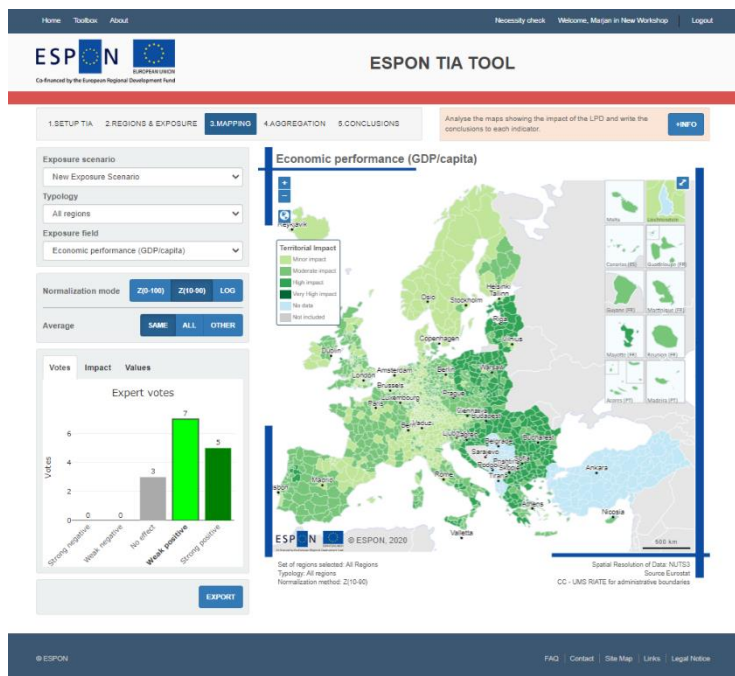 Home Toolbox About
Necessity check Welcome, Marjan in New Workshop Logout
ESPON
EUROPEAN UNION
Co-financed by the European Regional Development Fund
ESPON TIA TOOL
1.SETUP TIA 2.REGIONS & EXPOSURE 3.MAPPING 4.AGGREGATION 5.CONCLUSIONS
Analyse the maps showing the impact of the LPD and write the
conclusions to each indicator.
+INFO
Exposure scenario
New Exposure Scenario
Typology
All regions
Exposure field
Economic performance (GDP/capita)
Normalization mode Z(0-100) Z(10-90) LOG
Average SAME ALL OTHER
Votes Impact Values
Expert votes
Votes
6
4
2
0
0
0
3
7
5
Strong negative
Weak negative
No effect
Weak positive
Strong positive
EXPORT
Economic performance (GDP/capita)
+
−
Reykjavik
Territorial Impact
Minor impact
Moderate impact
High impact
Very High impact
No data
Not included
Oslo
Stockholm
Helsinki
Tallinn
Riga
Vilnius
Copenhagen
Dublin
London
Amsterdam
Berlin
Warsaw
Brussels
Luxembourg
Prague
Paris
Vaduz
Budapest
Zagreb
Belgrade
Bucharest
Sarajevo
Rome
Madrid
Ankara
Athens
Nicosia
Valletta
Malta
Liechtenstein
Canarias (ES)
Guadeloupe (FR)
Guyane (FR)
Martinique (FR)
Mayotte (FR)
Reunion (FR)
Azores (PT)
Madeira (PT)
ESPON © ESPON, 2020
600 km
Set of regions selected: All Regions
Typology: All regions
Normalization method: Z(10-90)
Spatial Resolution of Data: NUTS3
Source Eurostat
CC - UMS RIATE for administrative boundaries
© ESPON
FAQ | Contact | Site Map | Links | Legal Notice